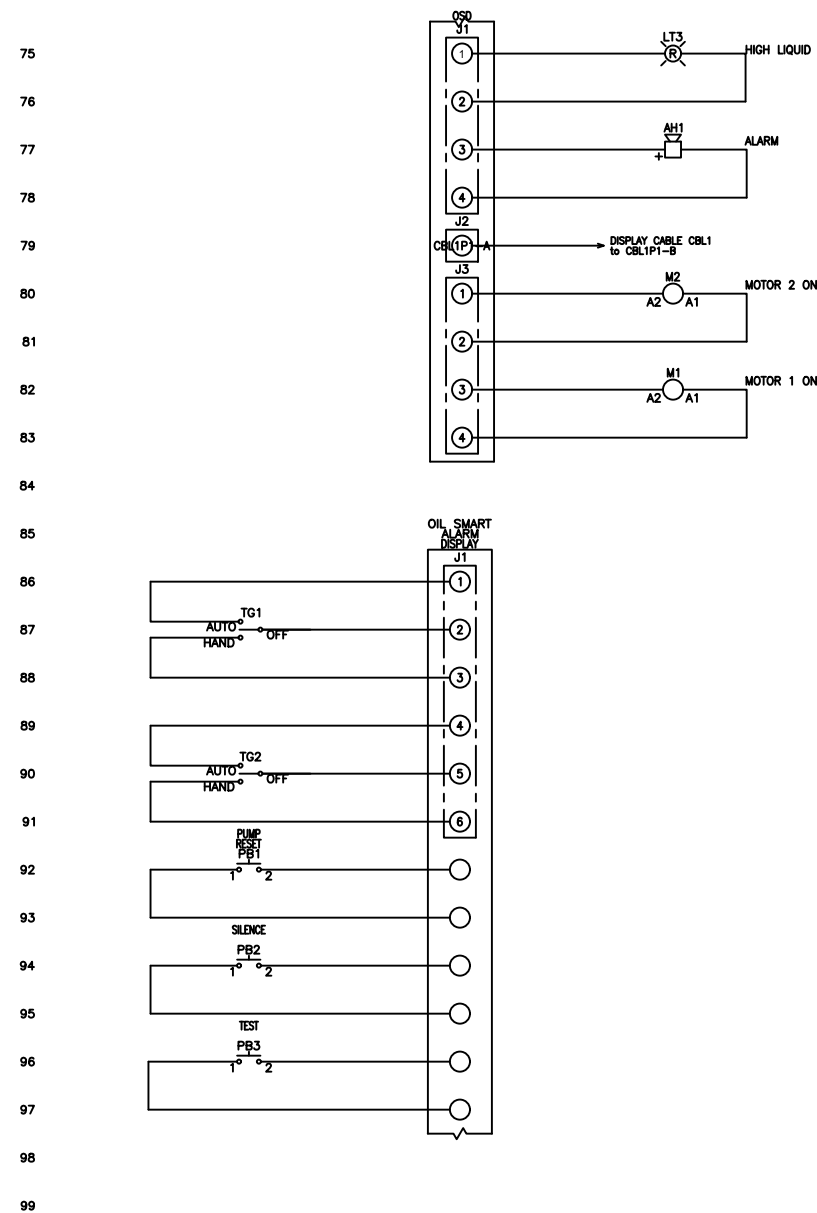 OSD
J1
75 1 LT3 R HIGH LIQUID
76 2
77 3 AH1 + ALARM
78 4
J2
79 CBL1P1-A DISPLAY CABLE CBL1
to CBL1P1-B
J3
80 1 M2 A2 A1 MOTOR 2 ON
81 2
82 3 M1 A2 A1 MOTOR 1 ON
83 4
84
85
OIL SMART
ALARM
DISPLAY
J1
86 1
TG1
87 AUTO OFF 2
HAND
88 3
89 4
TG2
90 AUTO OFF 5
HAND
91 6
PUMP
RESET
PB1
92 1 2
93
SILENCE
PB2
94 1 2
95
TEST
PB3
96 1 2
97
98
99